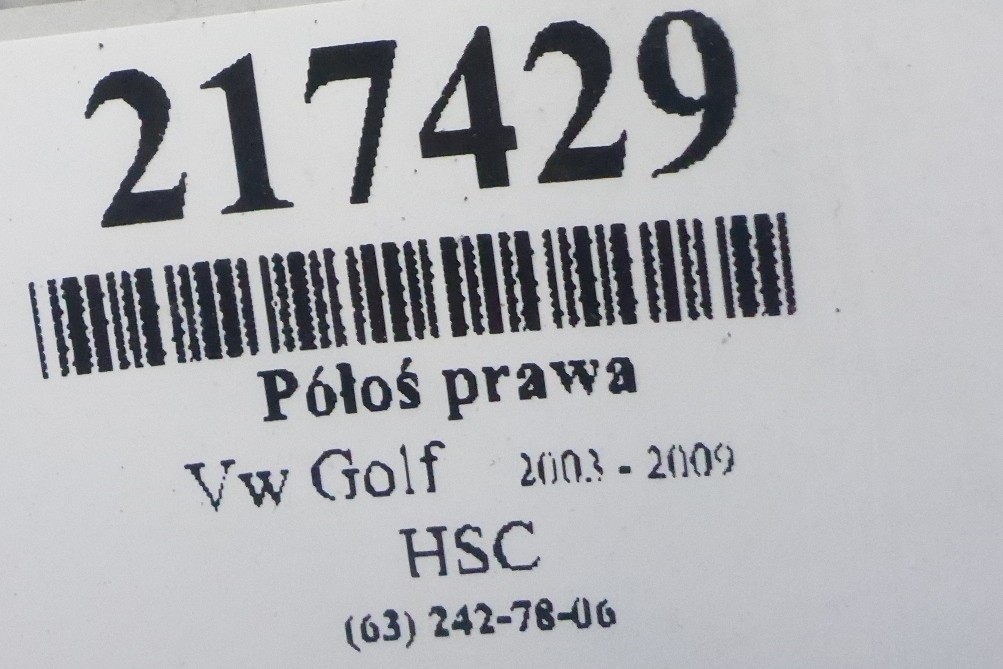 217429
Półoś prawa
Vw Golf 2003 - 2009
HSC
(63) 242-78-06